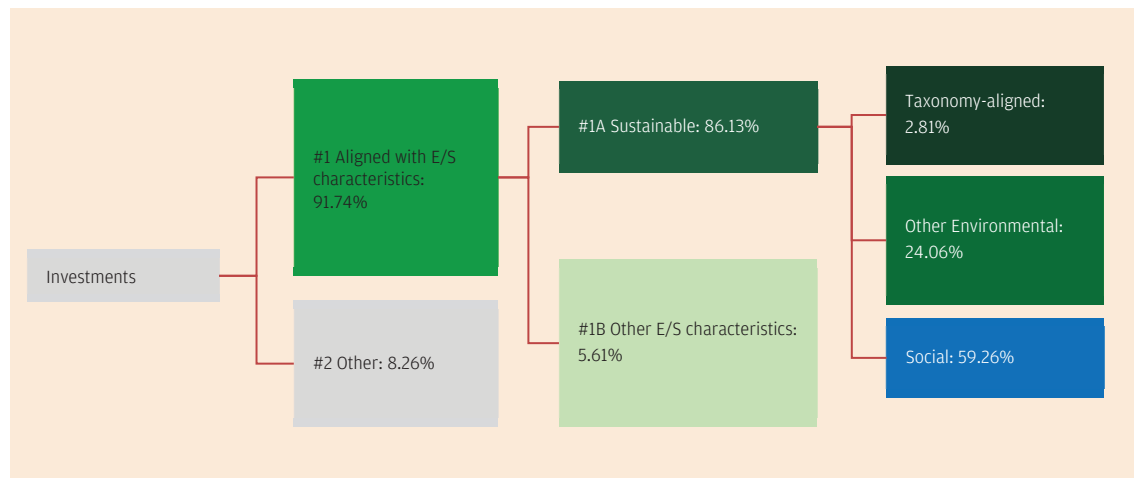 Investments
#1 Aligned with E/S
characteristics:
91.74%
#2 Other: 8.26%
#1A Sustainable: 86.13%
#1B Other E/S characteristics:
5.61%
Taxonomy-aligned:
2.81%
Other Environmental:
24.06%
Social: 59.26%